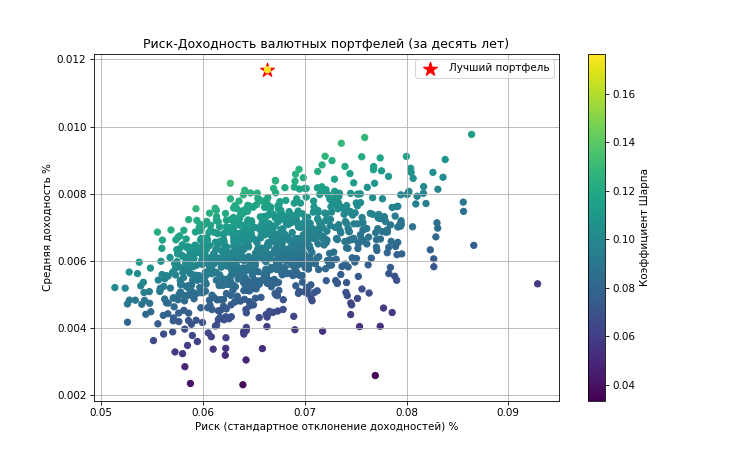 Риск-Доходность валютных портфелей (за десять лет)
Лучший портфель
0.012
0.010
0.008
0.006
0.004
0.002
Средняя доходность %
0.05 0.06 0.07 0.08 0.09
Риск (стандартное отклонение доходностей) %
0.16
0.14
0.12
0.10
0.08
0.06
0.04
Коэффициент Шарпа